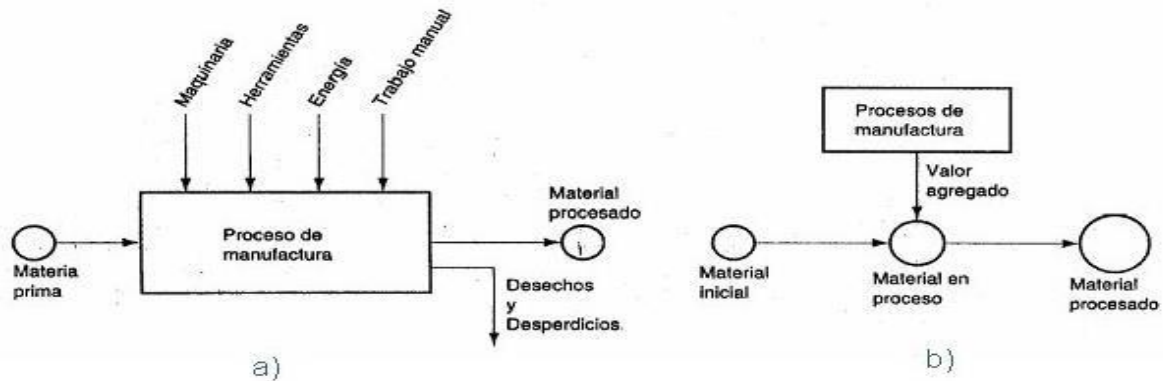 Maquinaria
Herramientas
Energía
Trabajo manual
Materia
prima
Proceso de
manufactura
Material
procesado
Desechos
y
Desperdicios.
a)
Procesos de
manufactura
Valor
agregado
Material
inicial
Material en
proceso
Material
procesado
b)